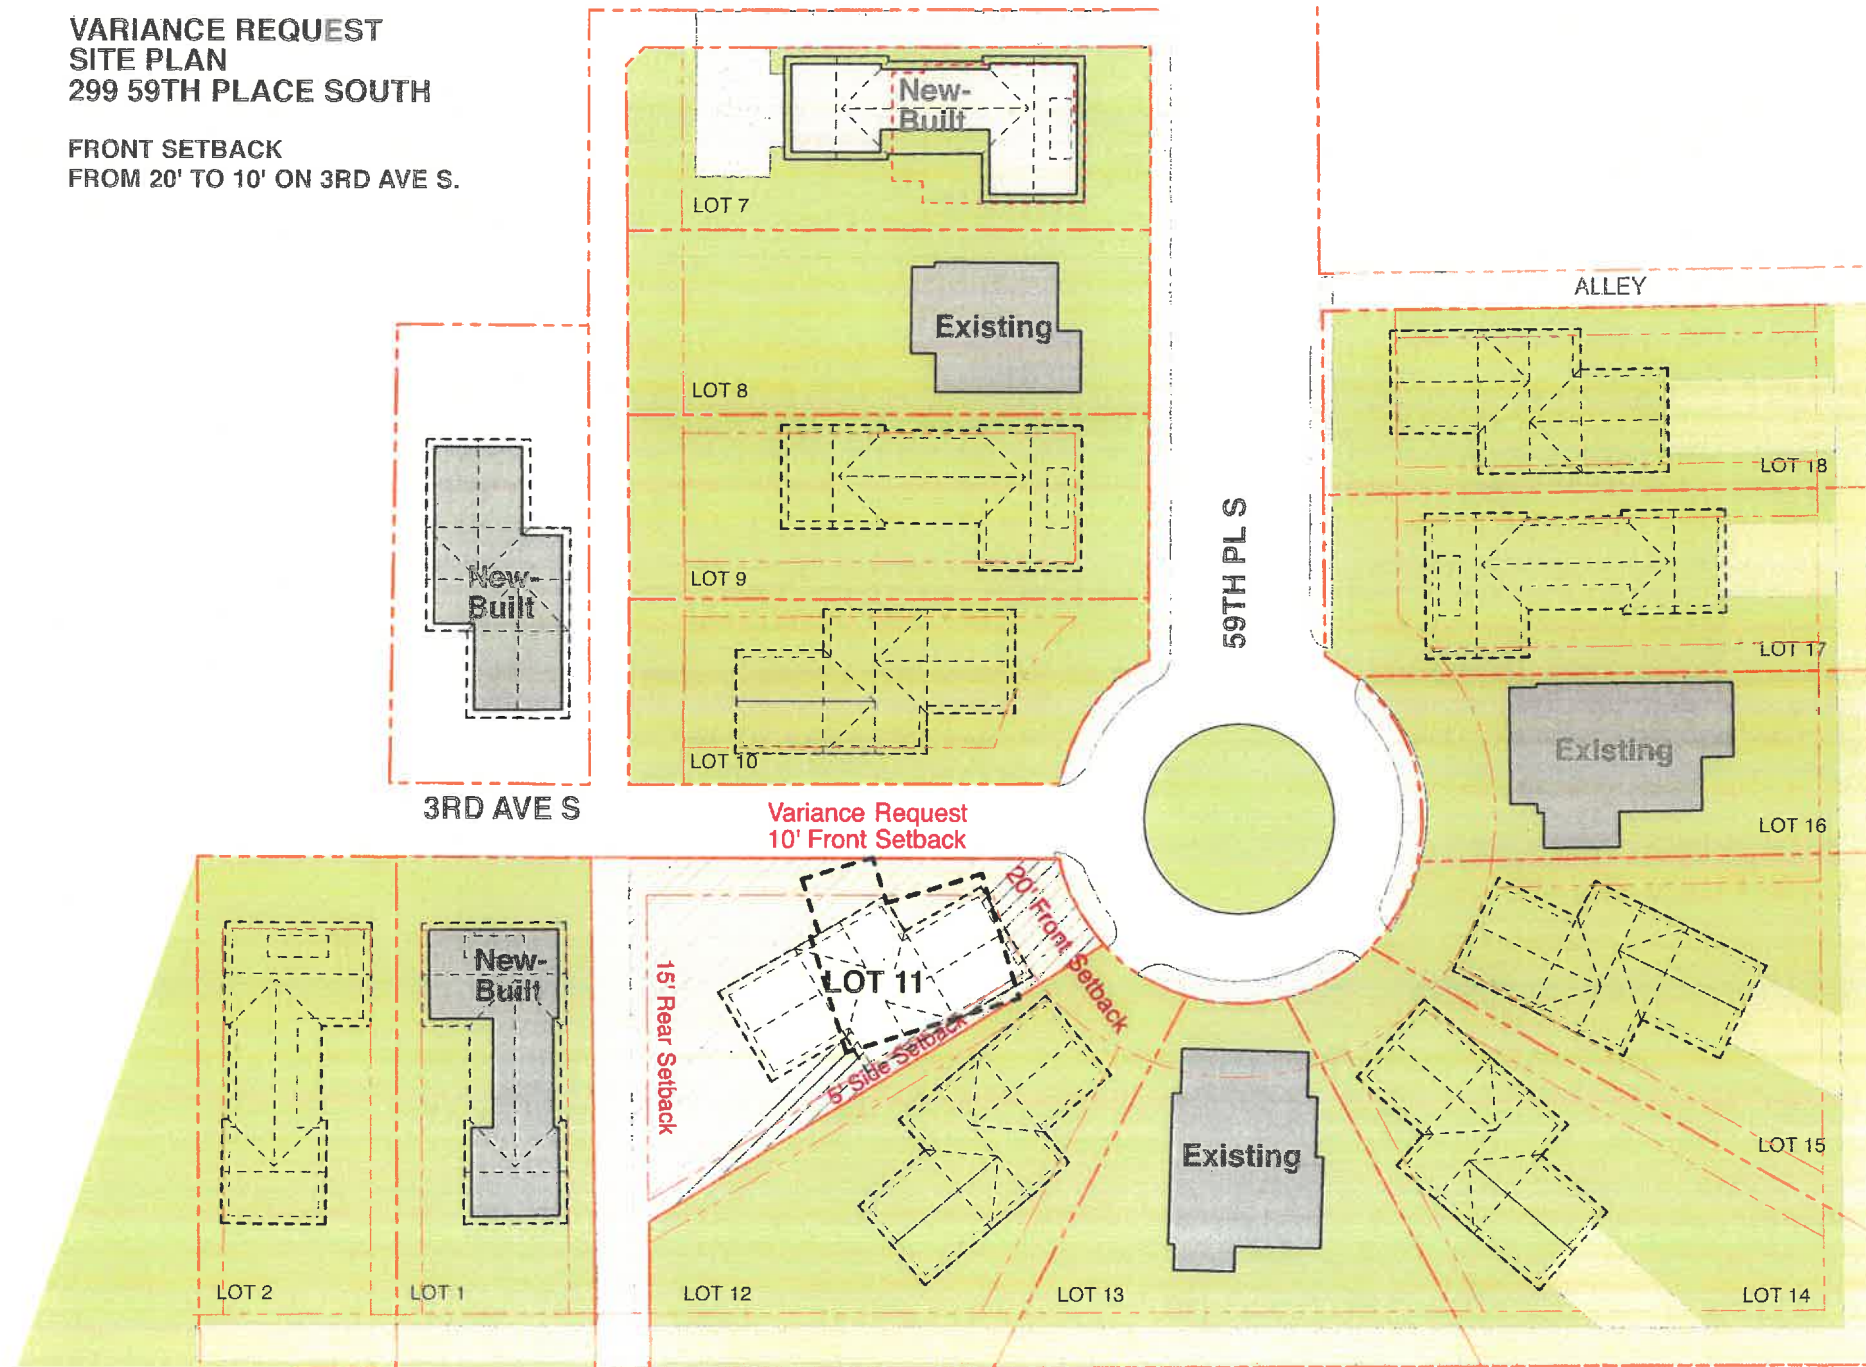 VARIANCE REQUEST
SITE PLAN
299 59TH PLACE SOUTH
FRONT SETBACK
FROM 20' TO 10' ON 3RD AVE S.
New-
Built
LOT 7
ALLEY
Existing
LOT 8
LOT 18
59TH PL S
New-
Built
LOT 9
LOT 17
Existing
LOT 10
3RD AVE S
Variance Request
10' Front Setback
LOT 16
20' Front Setback
New-
Built
15' Rear Setback
LOT 11
5' Side Setback
Existing
LOT 15
LOT 2
LOT 1
LOT 12
LOT 13
LOT 14